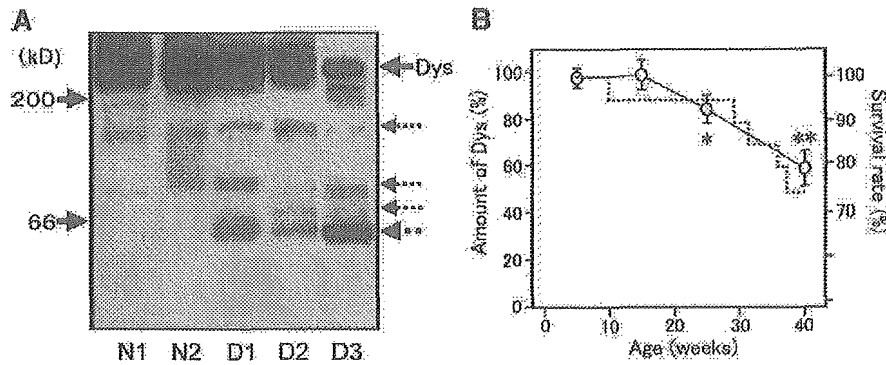 A
B
(kD)
200
66
Dys
N1 N2 D1 D2 D3
Amount of Dys (%)
100
80
60
40
20
0
*
**
100
90
80
70
Survival rate (%)
0 10 20 30 40
Age (weeks)